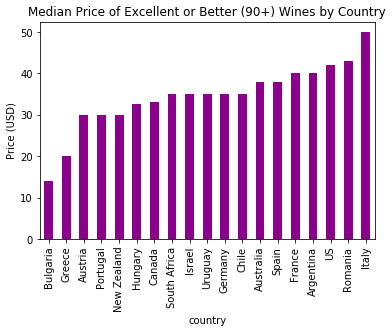 Median Price of Excellent or Better (90+) Wines by Country
Price (USD)
50
40
30
20
10
0
Bulgaria
Greece
Austria
Portugal
New Zealand
Hungary
Canada
South Africa
Israel
Uruguay
Germany
Chile
Australia
Spain
France
Argentina
US
Romania
Italy
country